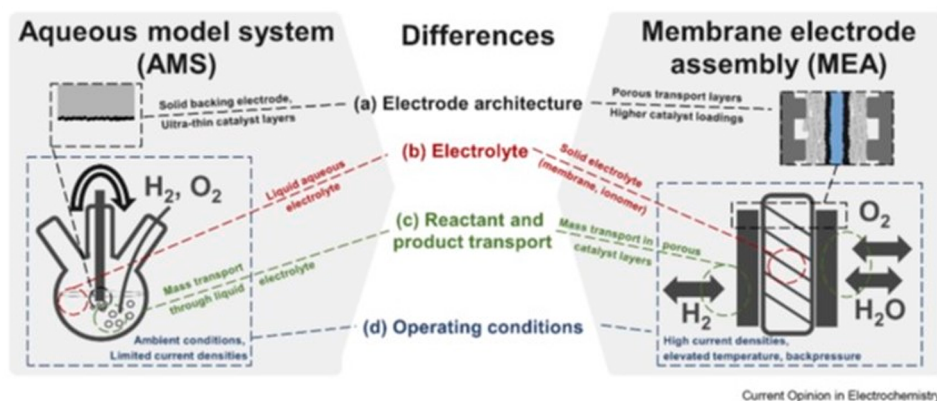 Aqueous model system
(AMS)
Differences
Membrane electrode
assembly (MEA)
Solid backing electrode,
Ultra-thin catalyst layers
(a) Electrode architecture
Porous transport layers
Higher catalyst loadings
(b) Electrolyte
Liquid aqueous
electrolyte
Solid electrolyte
(membrane, ionomer)
H2, O2
(c) Reactant and
product transport
Mass transport
through liquid electrolyte
Mass transport in porous
catalyst layers
O2
H2
H2O
(d) Operating conditions
Ambient conditions,
Limited current densities
High current densities,
elevated temperature, backpressure
Current Opinion in Electrochemistry